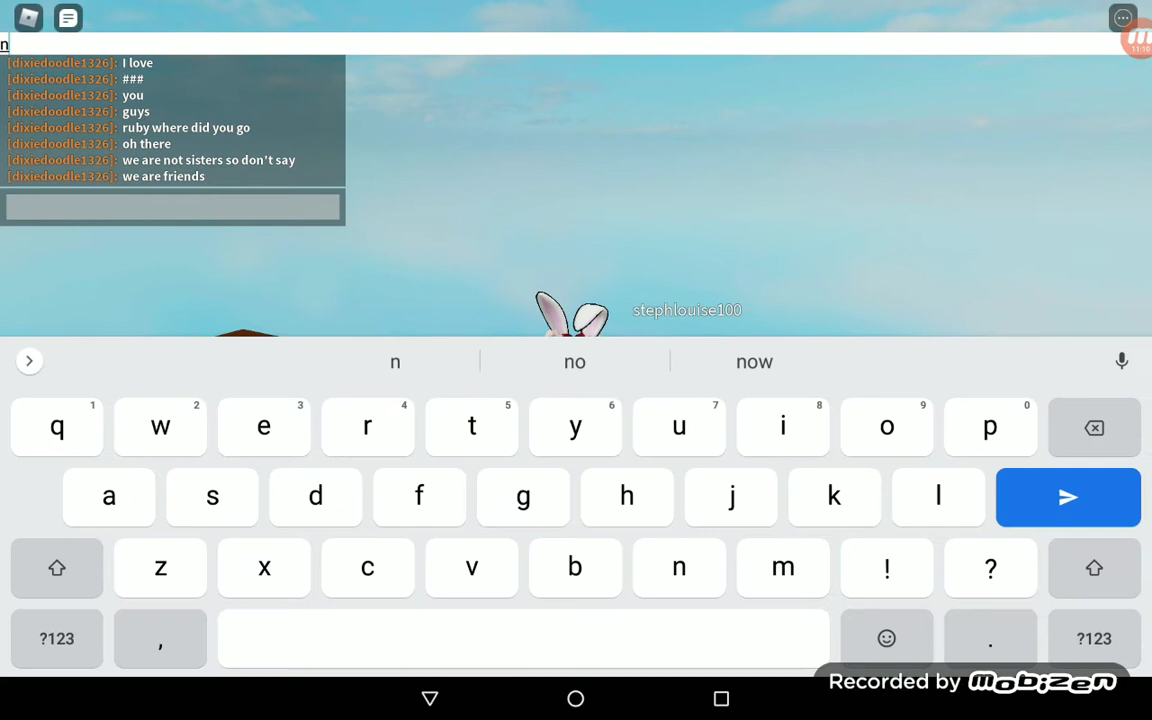 n
11:10
[dixiedoodle1326]: I love
[dixiedoodle1326]: ###
[dixiedoodle1326]: you
[dixiedoodle1326]: guys
[dixiedoodle1326]: ruby where did you go
[dixiedoodle1326]: oh there
[dixiedoodle1326]: we are not sisters so don't say
[dixiedoodle1326]: we are friends
stephlouise100
n no now
q 1 w 2 e 3 r 4 t 5 y 6 u 7 i 8 o 9 p 0
a s d f g h j k l
z x c v b n m ! ?
?123 , . ?123
Recorded by mobizen